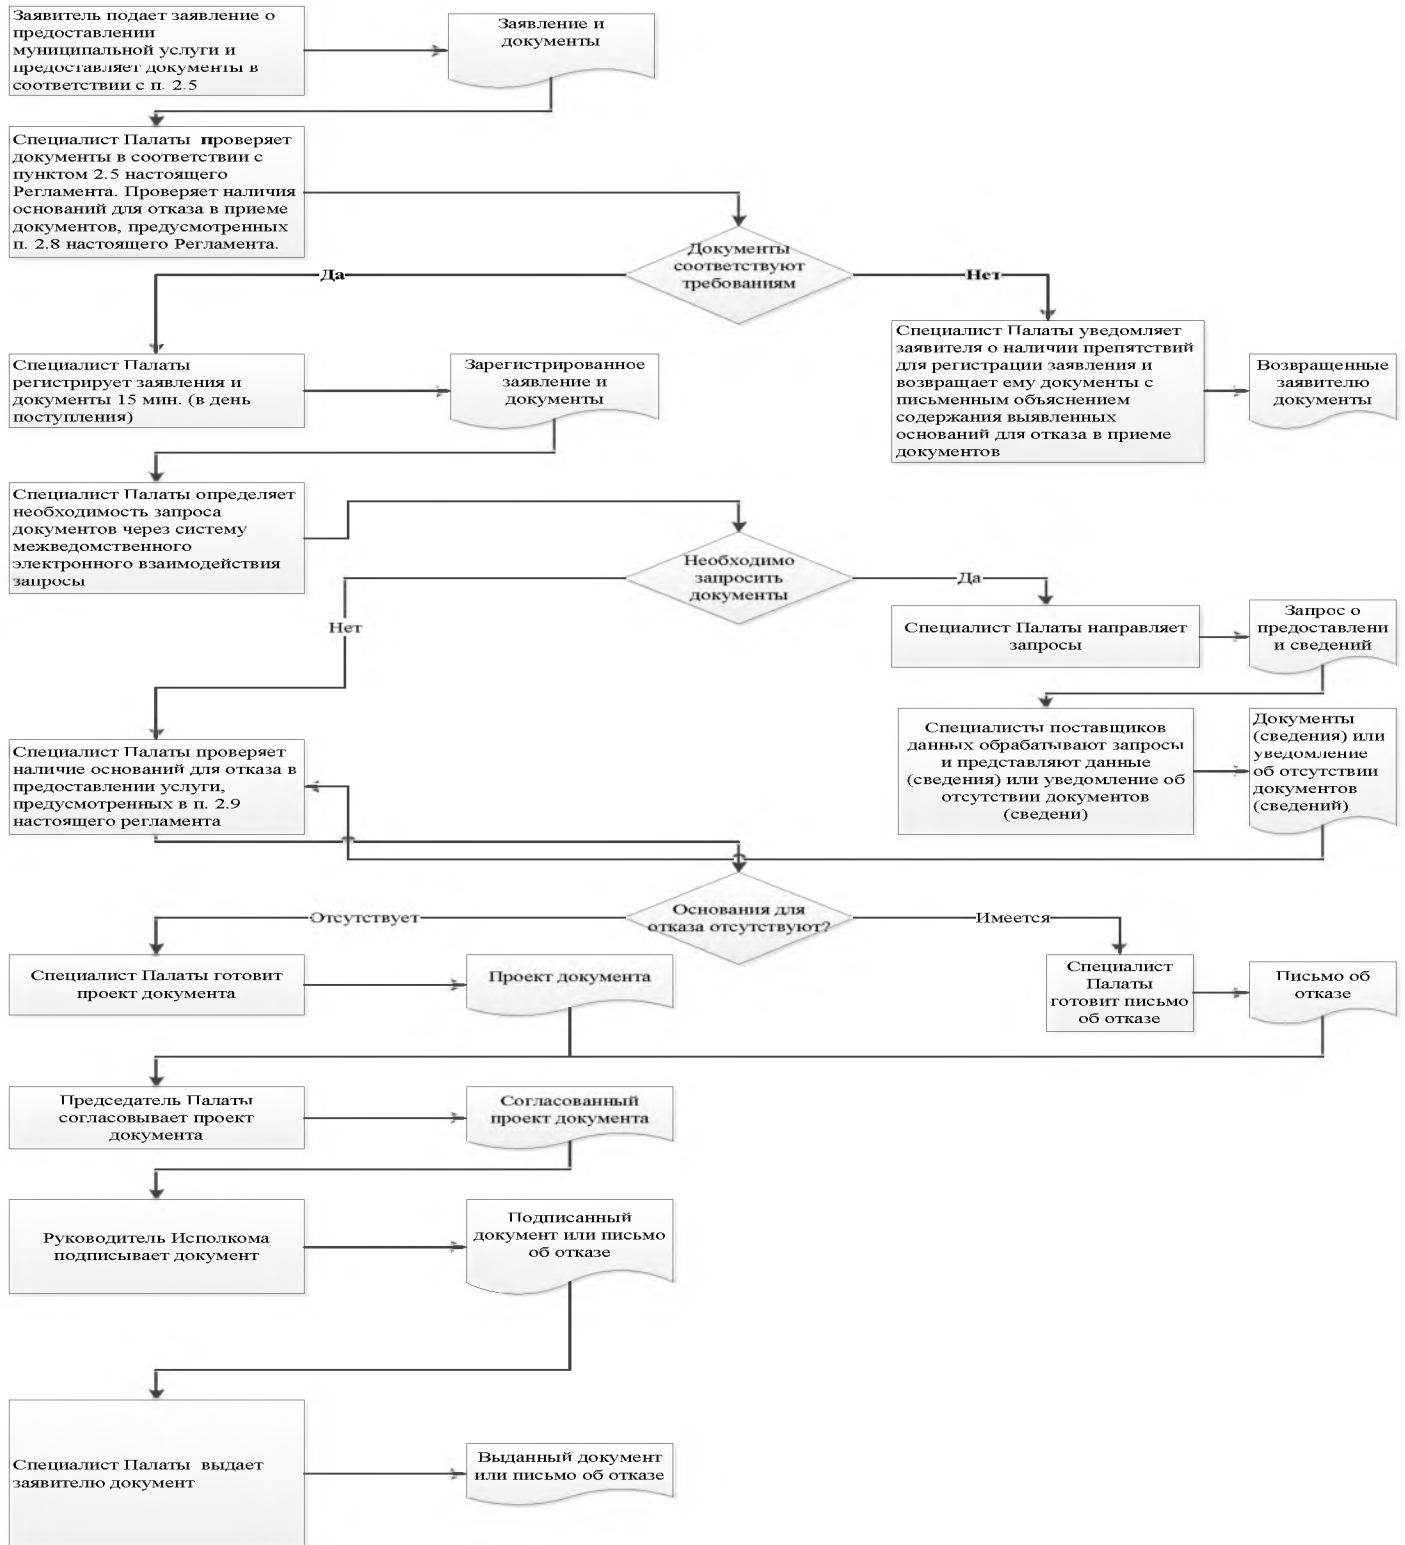 Заявитель подает заявление о
предоставлении
муниципальной услуги и
предоставляет документы в
соответствии с п. 2.5
Заявление и
документы
Специалист Палаты проверяет
документы в соответствии с
пунктом 2.5 настоящего
Регламента. Проверяет наличия
оснований для отказа в приеме
документов, предусмотренных
п. 2.8 настоящего Регламента.
Документы
соответствуют
требованиям
Да
Нет
Специалист Палаты
регистрирует заявления и
документы 15 мин. (в день
поступления)
Зарегистрированное
заявление и
документы
Специалист Палаты уведомляет
заявителя о наличии препятствий
для регистрации заявления и
возвращает ему документы с
письменным объяснением
содержания выявленных
оснований для отказа в приеме
документов
Возвращенные
заявителю
документы
Специалист Палаты определяет
необходимость запроса
документов через систему
межведомственного
электронного взаимодействия
запросы
Необходимо
запросить
документы
Да
Нет
Специалист Палаты направляет
запросы
Запрос о
предоставлени
и сведений
Специалисты поставщиков
данных обрабатывают запросы
и представляют данные
(сведения) или уведомление об
отсутствии документов
(сведени)
Документы
(сведения) или
уведомление
об отсутствии
документов
(сведений)
Специалист Палаты проверяет
наличие оснований для отказа в
предоставлении услуги,
предусмотренных в п. 2.9
настоящего регламента
Основания для
отказа отсутствуют?
Отсутствует
Имеется
Специалист Палаты готовит
проект документа
Проект документа
Специалист
Палаты
готовит письмо
об отказе
Письмо об
отказе
Председатель Палаты
согласовывает проект
документа
Согласованный
проект документа
Руководитель Исполкома
подписывает документ
Подписанный
документ или письмо
об отказе
Специалист Палаты выдает
заявителю документ
Выданный документ
или письмо об отказе